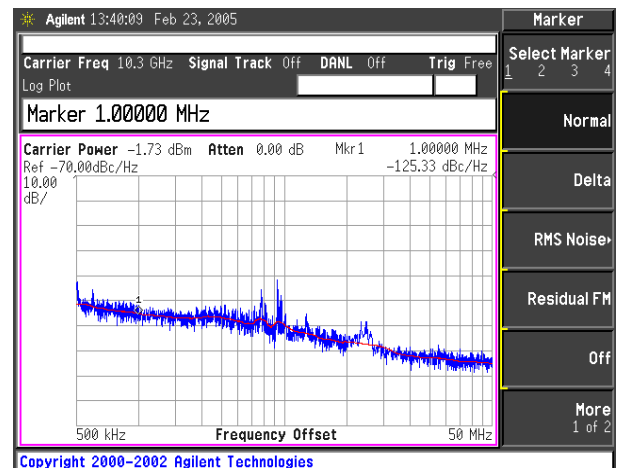 Agilent 13:40:09 Feb 23, 2005
Marker
Carrier Freq 10.3 GHz Signal Track Off DANL Off Trig Free
Log Plot
Marker 1.00000 MHz
Carrier Power -1.73 dBm Atten 0.00 dB Mkr1 1.00000 MHz
Ref -70.00dBc/Hz -125.33 dBc/Hz
10.00
dB/
1
500 kHz Frequency Offset 50 MHz
Copyright 2000-2002 Agilent Technologies
Select Marker
1 2 3 4
Normal
Delta
RMS Noise
Residual FM
Off
More
1 of 2